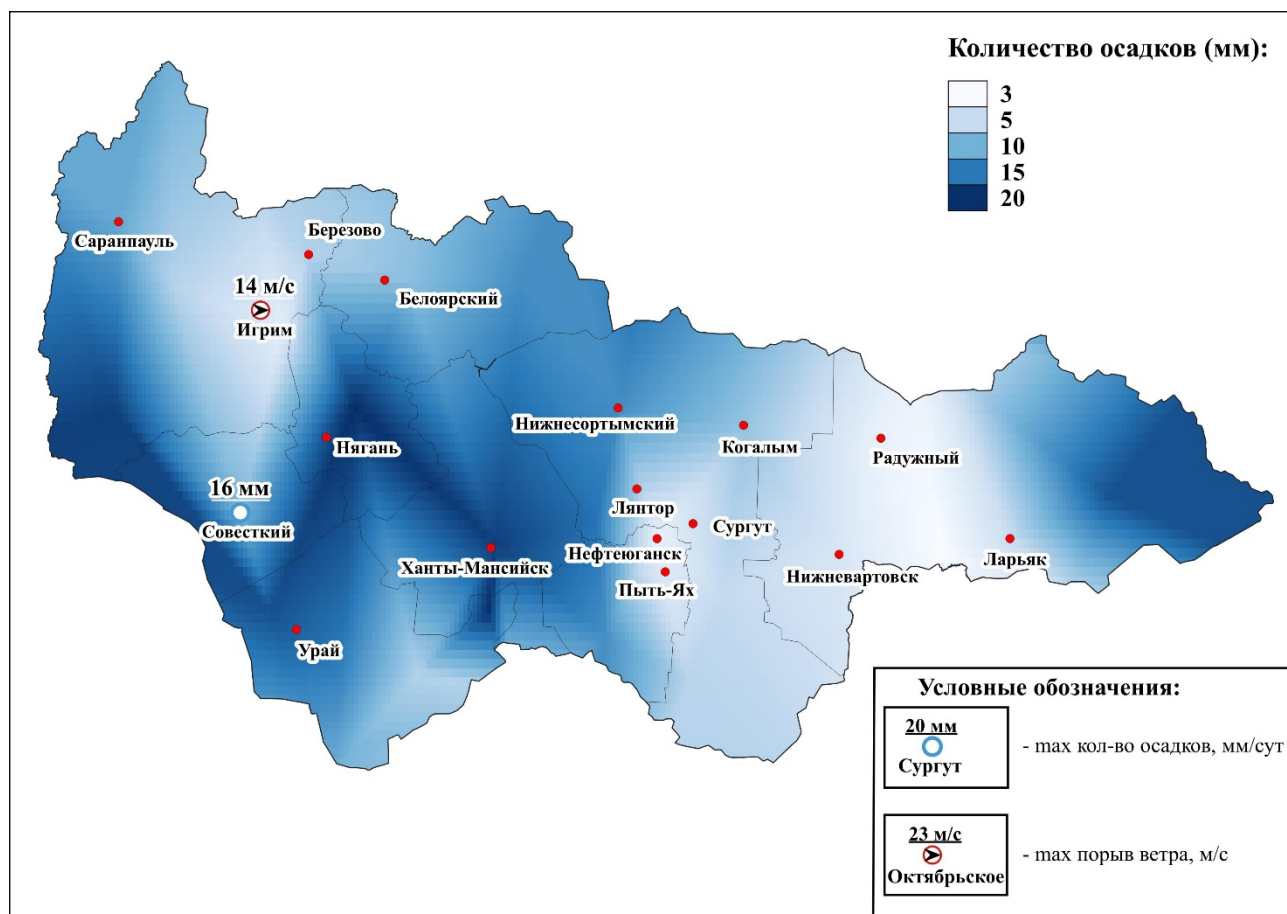 Количество осадков (мм):
3
5
10
15
20
Саранпауль
Березово
Белоярский
14 м/с
Игрим
Нижнесортымский
Когалым
Радужный
Нягань
16 мм
Совесткий
Лянтор
Сургут
Нефтеюганск
Ханты-Мансийск
Пыть-Ях
Нижневартовск
Ларьяк
Урай
Условные обозначения:
20 мм
Сургут
- max кол-во осадков, мм/сут
23 м/с
Октябрьское
- max порыв ветра, м/с